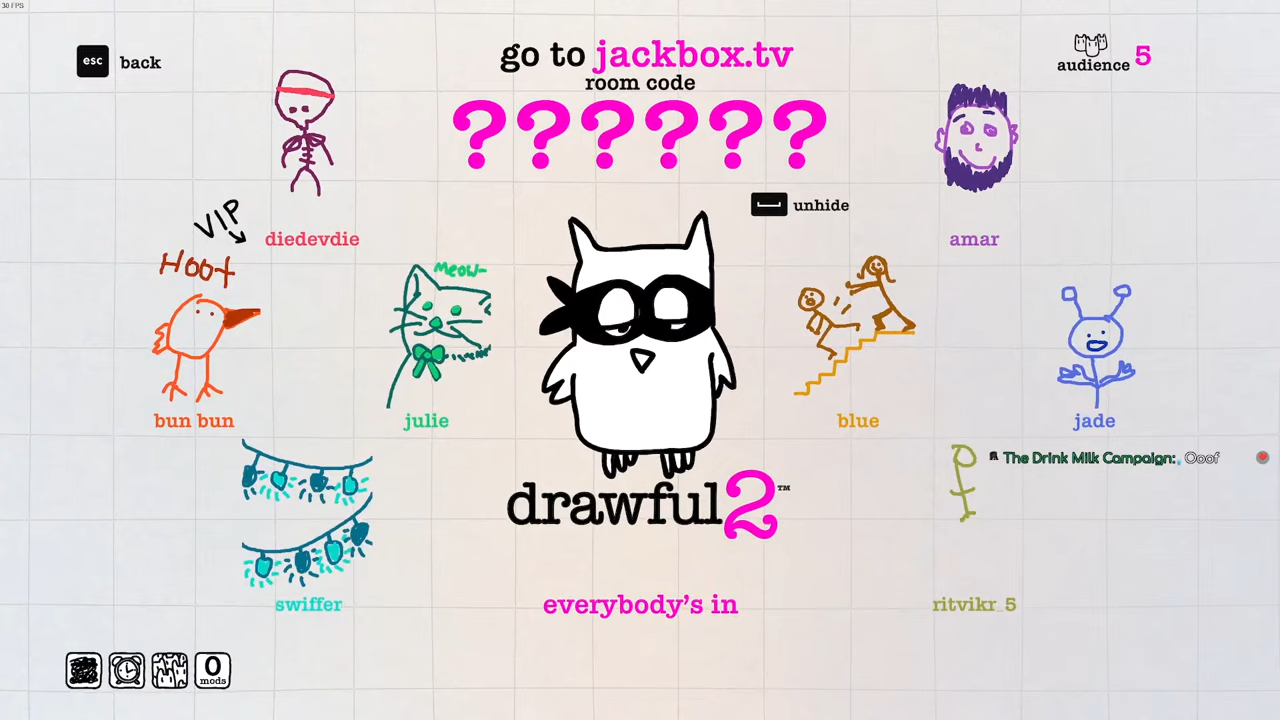 30 FPS
esc back
go to jackbox.tv
room code
??????
audience 5
unhide
VIP
diedevdie
amar
Hoot
Meow-
bun bun
julie
blue
jade
The Drink Milk Campaign: Ooof
drawful2™
swiffer
everybody's in
ritvikr_5
0
mods